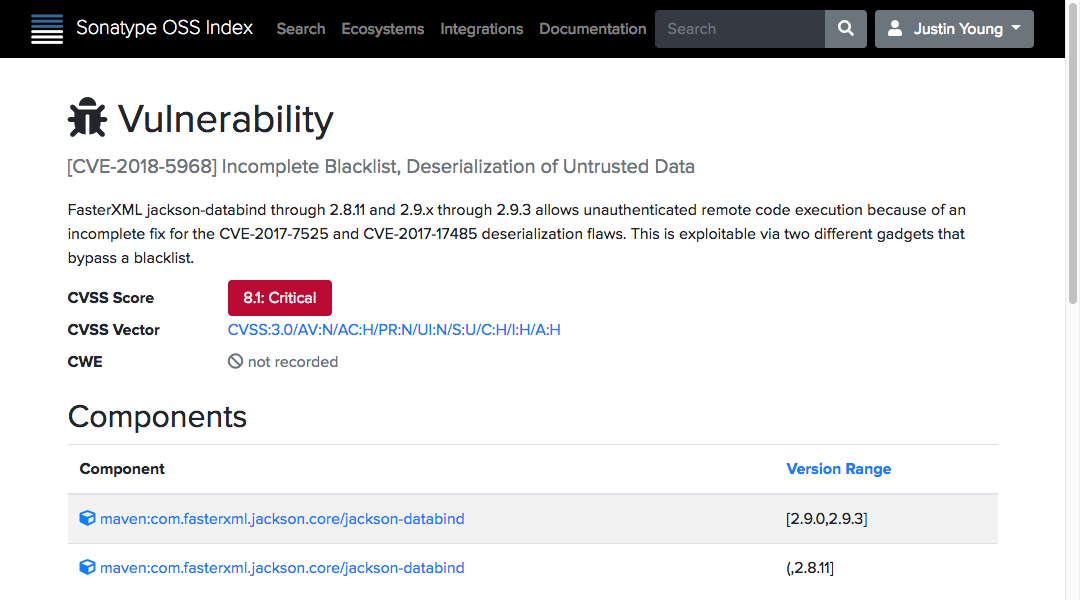 Sonatype OSS Index Search Ecosystems Integrations Documentation Search Justin Young
Vulnerability
[CVE-2018-5968] Incomplete Blacklist, Deserialization of Untrusted Data
FasterXML jackson-databind through 2.8.11 and 2.9.x through 2.9.3 allows unauthenticated remote code execution because of an
incomplete fix for the CVE-2017-7525 and CVE-2017-17485 deserialization flaws. This is exploitable via two different gadgets that
bypass a blacklist.
CVSS Score 8.1: Critical
CVSS Vector CVSS:3.0/AV:N/AC:H/PR:N/UI:N/S:U/C:H/I:H/A:H
CWE not recorded
Components
Component Version Range
maven:com.fasterxml.jackson.core/jackson-databind [2.9.0,2.9.3]
maven:com.fasterxml.jackson.core/jackson-databind (,2.8.11]